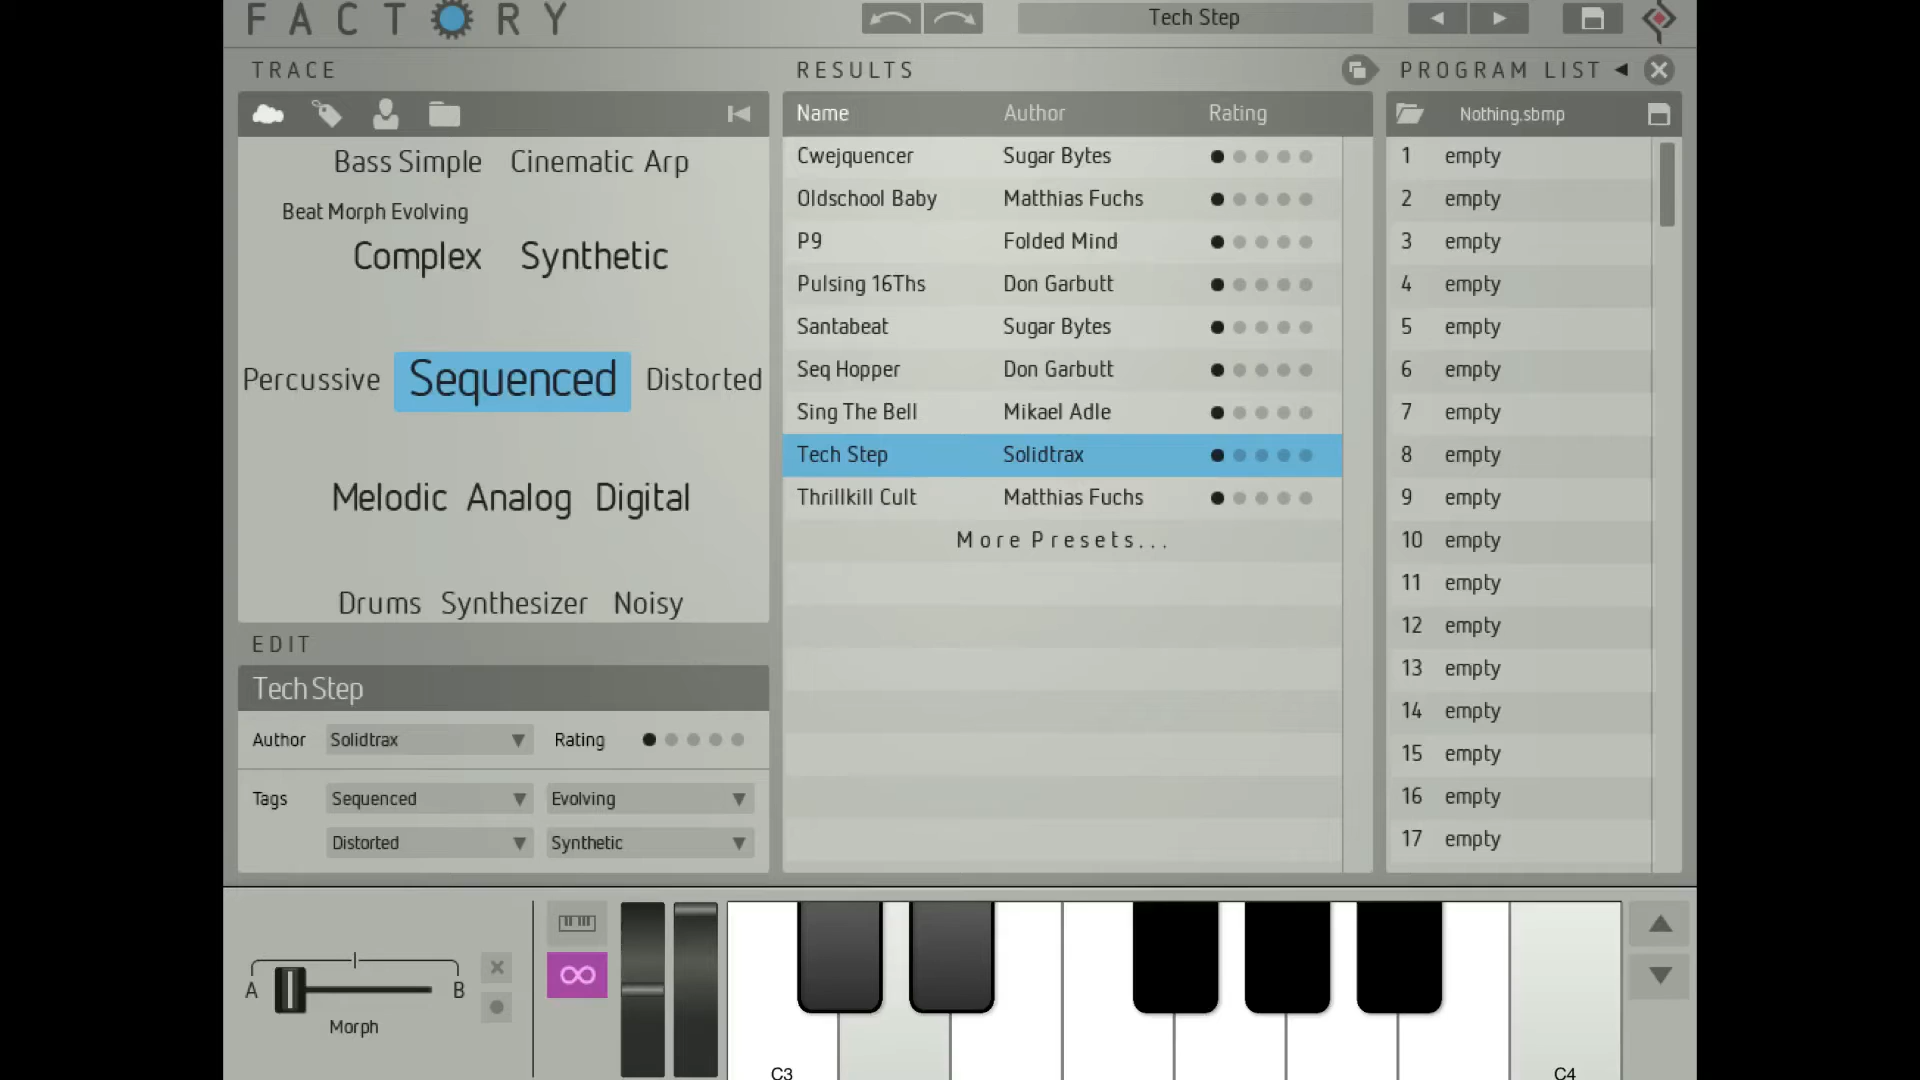 FACTORY
Tech Step
TRACE
Bass Simple Cinematic Arp
Beat Morph Evolving
Complex Synthetic
Percussive Sequenced Distorted
Melodic Analog Digital
Drums Synthesizer Noisy
EDIT
Tech Step
Author Solidtrax Rating
Tags Sequenced Evolving
Distorted Synthetic
RESULTS
Name Author Rating
Cwejquencer Sugar Bytes
Oldschool Baby Matthias Fuchs
P9 Folded Mind
Pulsing 16Ths Don Garbutt
Santabeat Sugar Bytes
Seq Hopper Don Garbutt
Sing The Bell Mikael Adle
Tech Step Solidtrax
Thrillkill Cult Matthias Fuchs
More Presets...
PROGRAM LIST
Nothing.sbmp
1 empty
2 empty
3 empty
4 empty
5 empty
6 empty
7 empty
8 empty
9 empty
10 empty
11 empty
12 empty
13 empty
14 empty
15 empty
16 empty
17 empty
A B
Morph
C3 C4